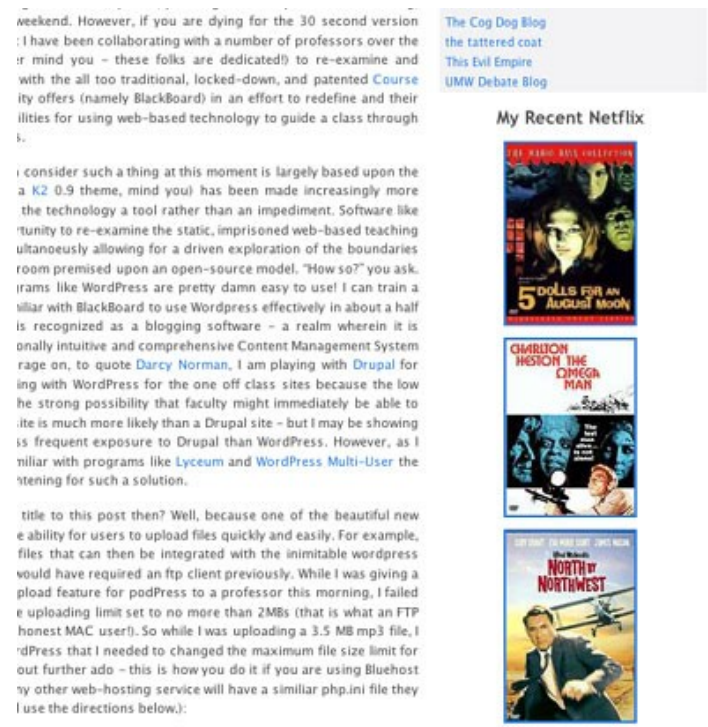 weekend. However, if you are dying for the 30 second version
I have been collaborating with a number of professors over the
r mind you – these folks are dedicated!) to re-examine and
with the all too traditional, locked-down, and patented Course
ity offers (namely BlackBoard) in an effort to redefine and their
ilities for using web-based technology to guide a class through
s.
consider such a thing at this moment is largely based upon the
a K2 0.9 theme, mind you) has been made increasingly more
the technology a tool rather than an impediment. Software like
rtunity to re-examine the static, imprisoned web-based teaching
ultanoeusly allowing for a driven exploration of the boundaries
room premised upon an open-source model. "How so?" you ask.
rams like WordPress are pretty damn easy to use! I can train a
iliar with BlackBoard to use Wordpress effectively in about a half
is recognized as a blogging software – a realm wherein it is
onally intuitive and comprehensive Content Management System
rage on, to quote Darcy Norman, I am playing with Drupal for
ing with WordPress for the one off class sites because the low
he strong possibility that faculty might immediately be able to
ite is much more likely than a Drupal site – but I may be showing
ss frequent exposure to Drupal than WordPress. However, as I
miliar with programs like Lyceum and WordPress Multi-User the
ntening for such a solution.
title to this post then? Well, because one of the beautiful new
e ability for users to upload files quickly and easily. For example,
files that can then be integrated with the inimitable wordpress
would have required an ftp client previously. While I was giving a
pload feature for podPress to a professor this morning, I failed
e uploading limit set to no more than 2MBs (that is what an FTP
honest MAC user!). So while I was uploading a 3.5 MB mp3 file, I
rdPress that I needed to changed the maximum file size limit for
out further ado – this is how you do it if you are using Bluehost
ny other web-hosting service will have a similiar php.ini file they
l use the directions below.):
The Cog Dog Blog
the tattered coat
This Evil Empire
UMW Debate Blog
My Recent Netflix
THE MARIO BAVA COLLECTION
5 DOLLS FOR AN
AUGUST MOON
CHARLTON
HESTON THE
OMEGA
MAN
The last
man
alive...
is not
alone!
CARY GRANT EVA MARIE SAINT JAMES MASON
Alfred Hitchcock's
NORTH BY
NORTHWEST